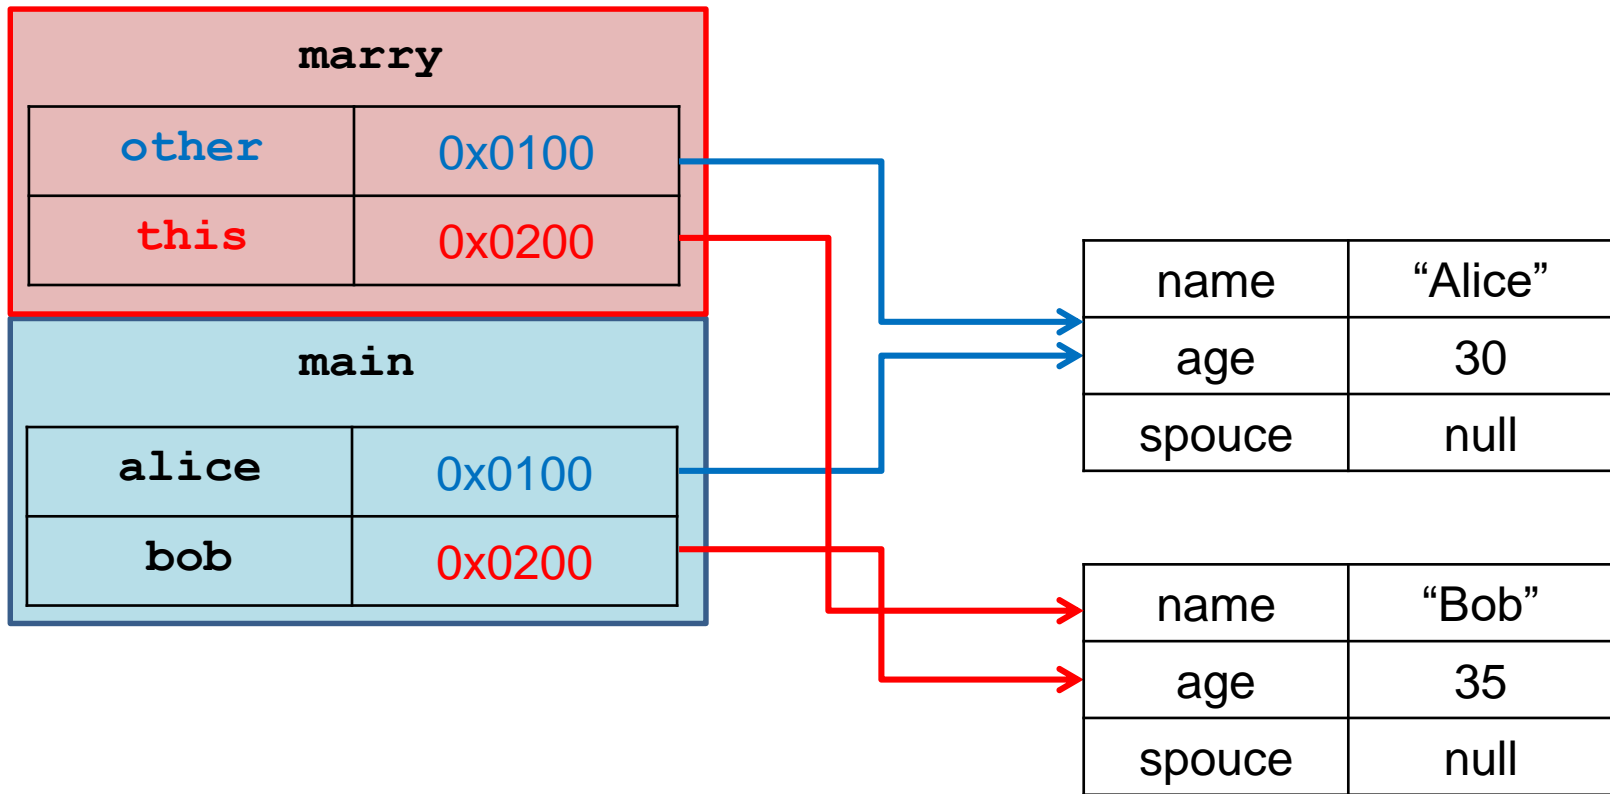 marry
other 0x0100
this 0x0200
main
alice 0x0100
bob 0x0200
name “Alice”
age 30
spouce null
name “Bob”
age 35
spouce null